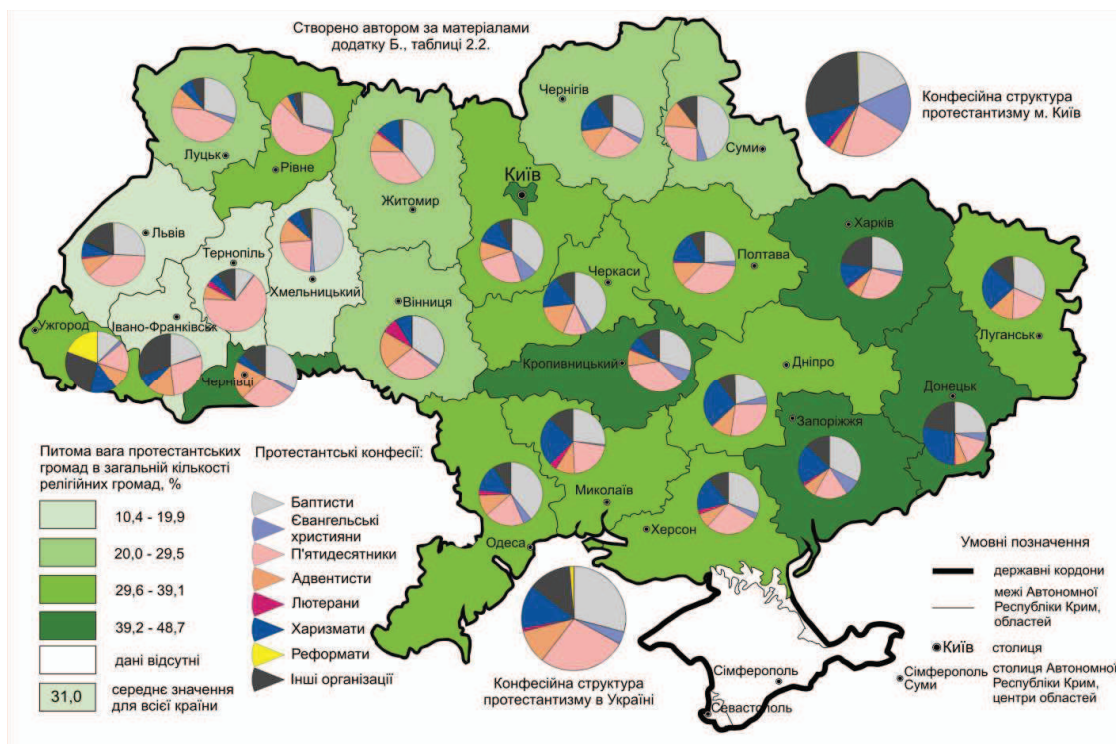 Створено автором за матеріалами
додатку Б., таблиці 2.2.
Конфесійна структура
протестантизму м. Київ
Чернігів
Суми
Луцьк
Рівне
Київ
Житомир
Харків
Львів
Тернопіль
Хмельницький
Черкаси
Полтава
Вінниця
Луганськ
Ужгород
Івано-Франківськ
Кропивницький
Дніпро
Чернівці
Донецьк
Запоріжжя
Миколаїв
Херсон
Одеса
Сімферополь
Севастополь
Питома вага протестантських
громад в загальній кількості
релігійних громад, %
10,4 - 19,9
20,0 - 29,5
29,6 - 39,1
39,2 - 48,7
дані відсутні
31,0
середнє значення
для всієї країни
Протестантські конфесії:
Баптисти
Євангельські
християни
П'ятидесятники
Адвентисти
Лютерани
Харизмати
Реформати
Інші організації
Конфесійна структура
протестантизму в Україні
Умовні позначення
державні кордони
межі Автономної
Республіки Крим,
областей
Київ
столиця
Сімферополь
Суми
столиця Автономної
Республіки Крим,
центри областей